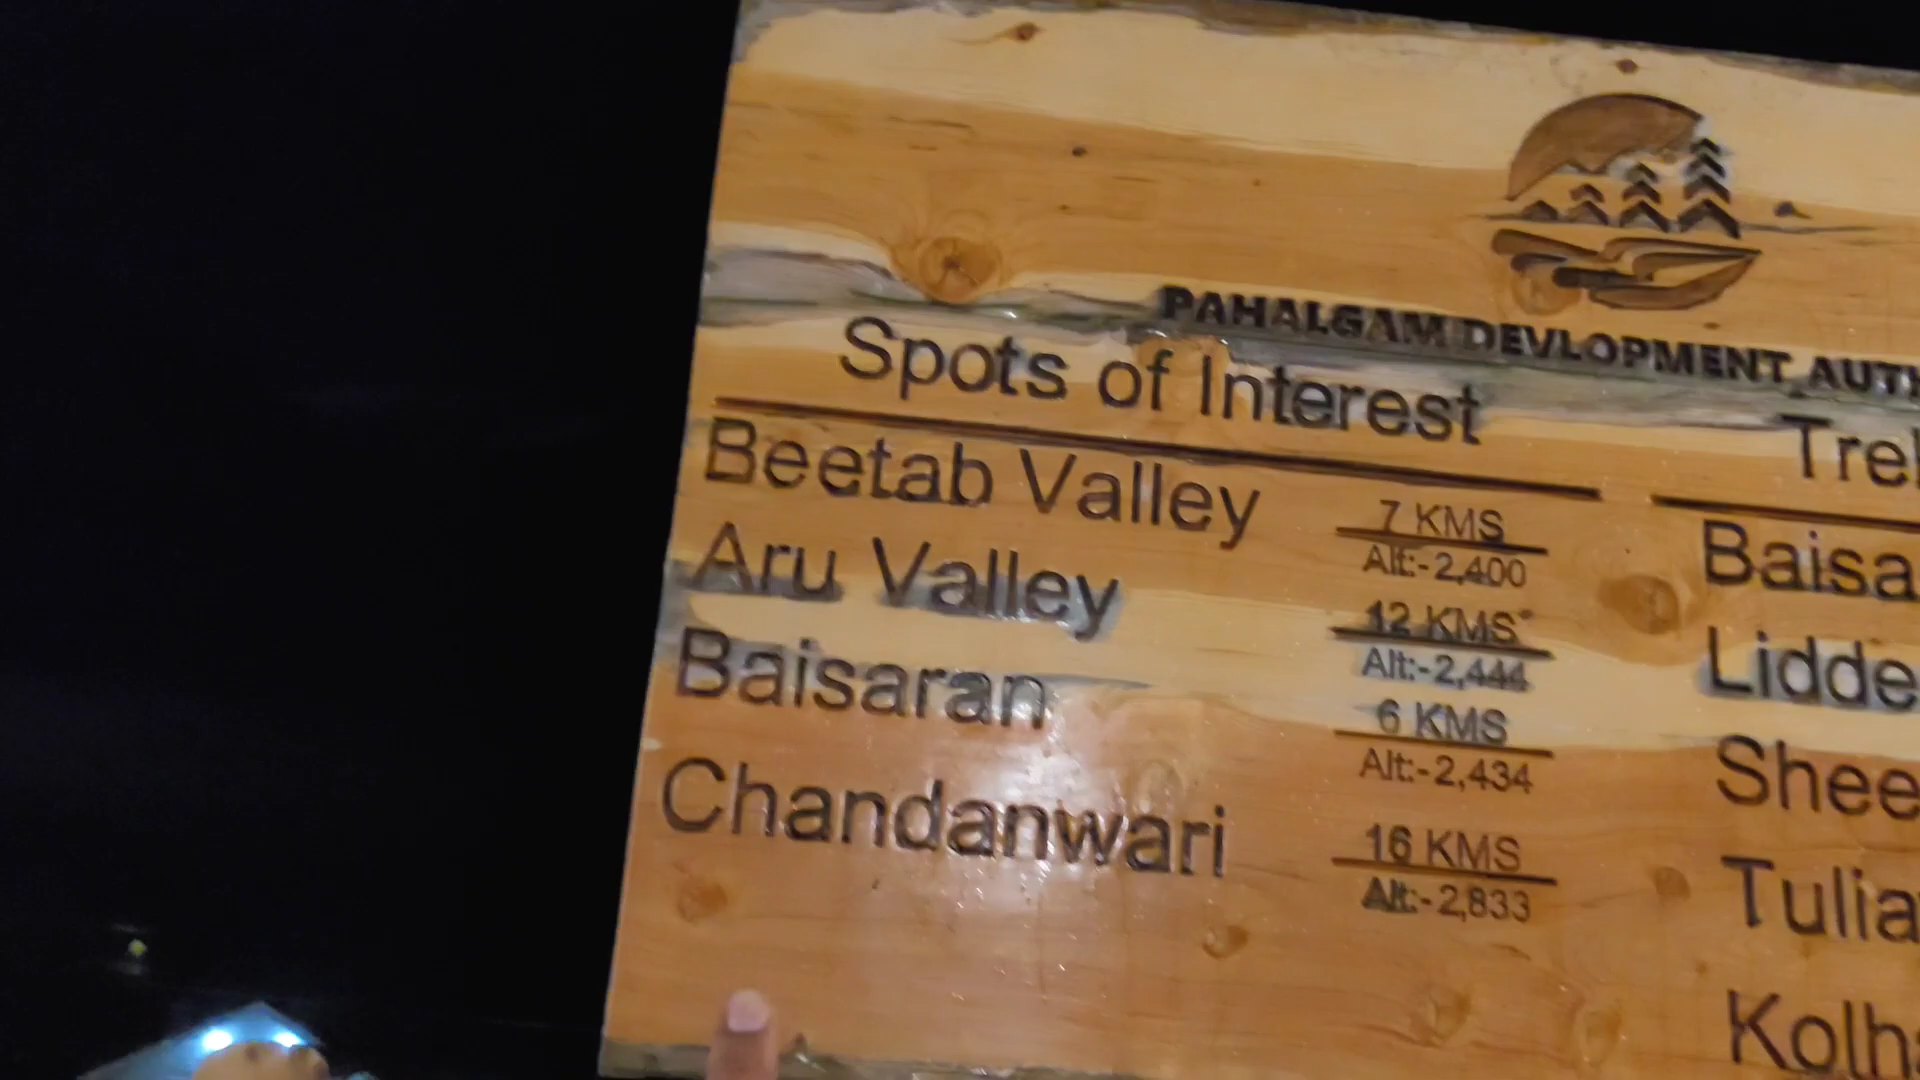 PAHALGAM DEVLOPMENT
Spots of Interest
Beetab Valley
7 KMS
Alt:-2,400
Aru Valley
12 KMS
Alt:-2,444
Baisaran
6 KMS
Alt:-2,434
Chandanwari
16 KMS
Alt:-2,833